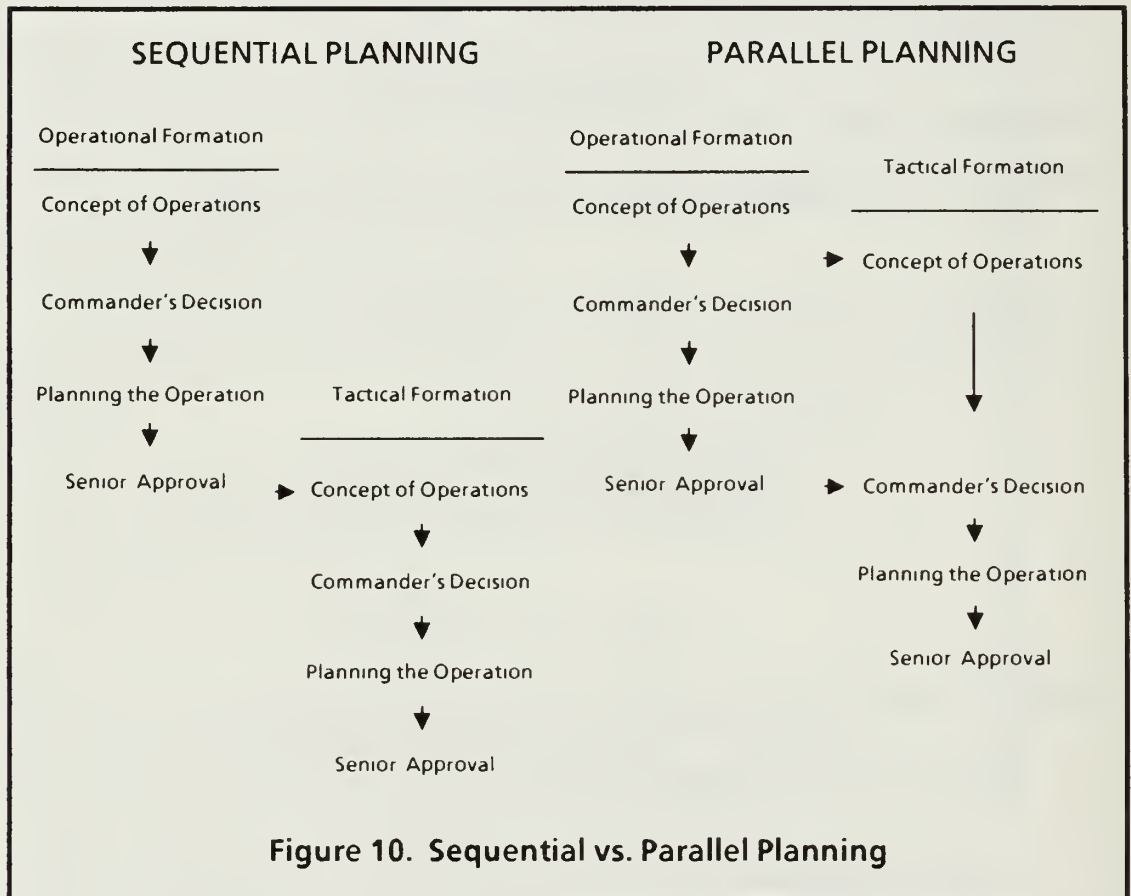 SEQUENTIAL PLANNING
Operational Formation
Concept of Operations
Commander's Decision
Planning the Operation
Senior Approval
Tactical Formation
Concept of Operations
Commander's Decision
Planning the Operation
Senior Approval
PARALLEL PLANNING
Operational Formation
Concept of Operations
Commander's Decision
Planning the Operation
Senior Approval
Tactical Formation
Concept of Operations
Commander's Decision
Planning the Operation
Senior Approval
Figure 10. Sequential vs. Parallel Planning